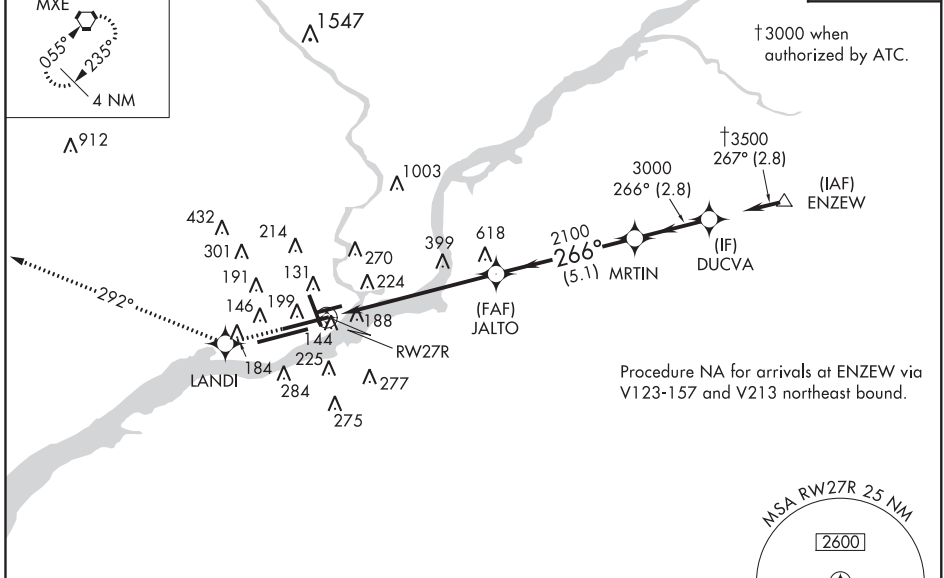 MXE
055°
235°
4 NM
1547
†3000 when
authorized by ATC.
912
1003
†3500
267° (2.8)
3000
266° (2.8)
(IAF)
ENZEW
432
301
214
191
131
270
224
399
618
2100
266°
(5.1)
MRTIN
(IF)
DUCVA
292°
146
199
188
(FAF)
JALTO
144
RW27R
LANDI
184
225
284
277
275
Procedure NA for arrivals at ENZEW via
V123-157 and V213 northeast bound.
MSA RW27R 25 NM
2600